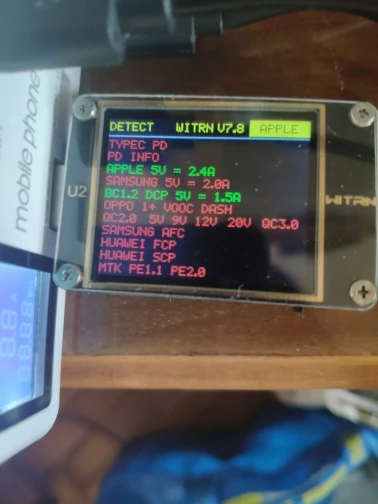 mobile phone
DETECT WITRN V7.8 APPLE
TYPEC PD
PD INFO
APPLE 5V = 2.4A
SAMSUNG 5V = 2.0A
BC1.2 DCP 5V = 1.5A
OPPO 1+ VOOC DASH
QC2.0 5V 9V 12V 20V QC3.0
SAMSUNG AFC
HUAWEI FCP
HUAWEI SCP
MTK PE1.1 PE2.0
U2
WITRN